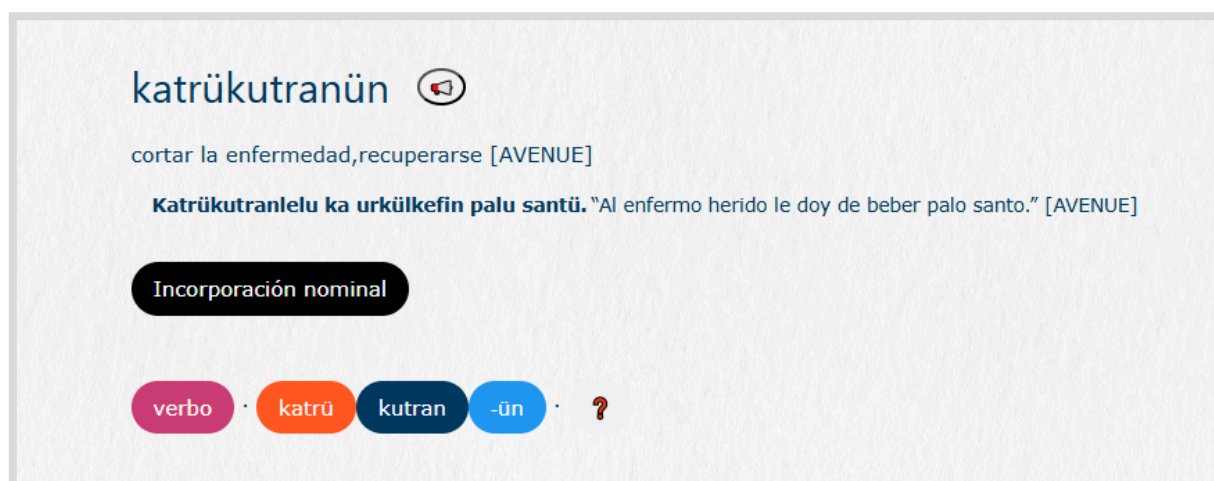 katrükutranün
cortar la enfermedad,recuperarse [AVENUE]
Katrükutranlelu ka urkülkefin palu santü. “Al enfermo herido le doy de beber palo santo.” [AVENUE]
Incorporación nominal
verbo · katrü kutran -ün · ?